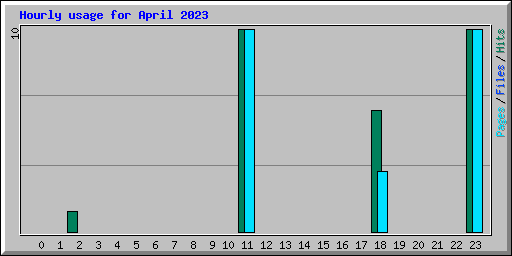 Hourly usage for April 2023
10
Pages/Files/Hits
0 1 2 3 4 5 6 7 8 9 10 11 12 13 14 15 16 17 18 19 20 21 22 23